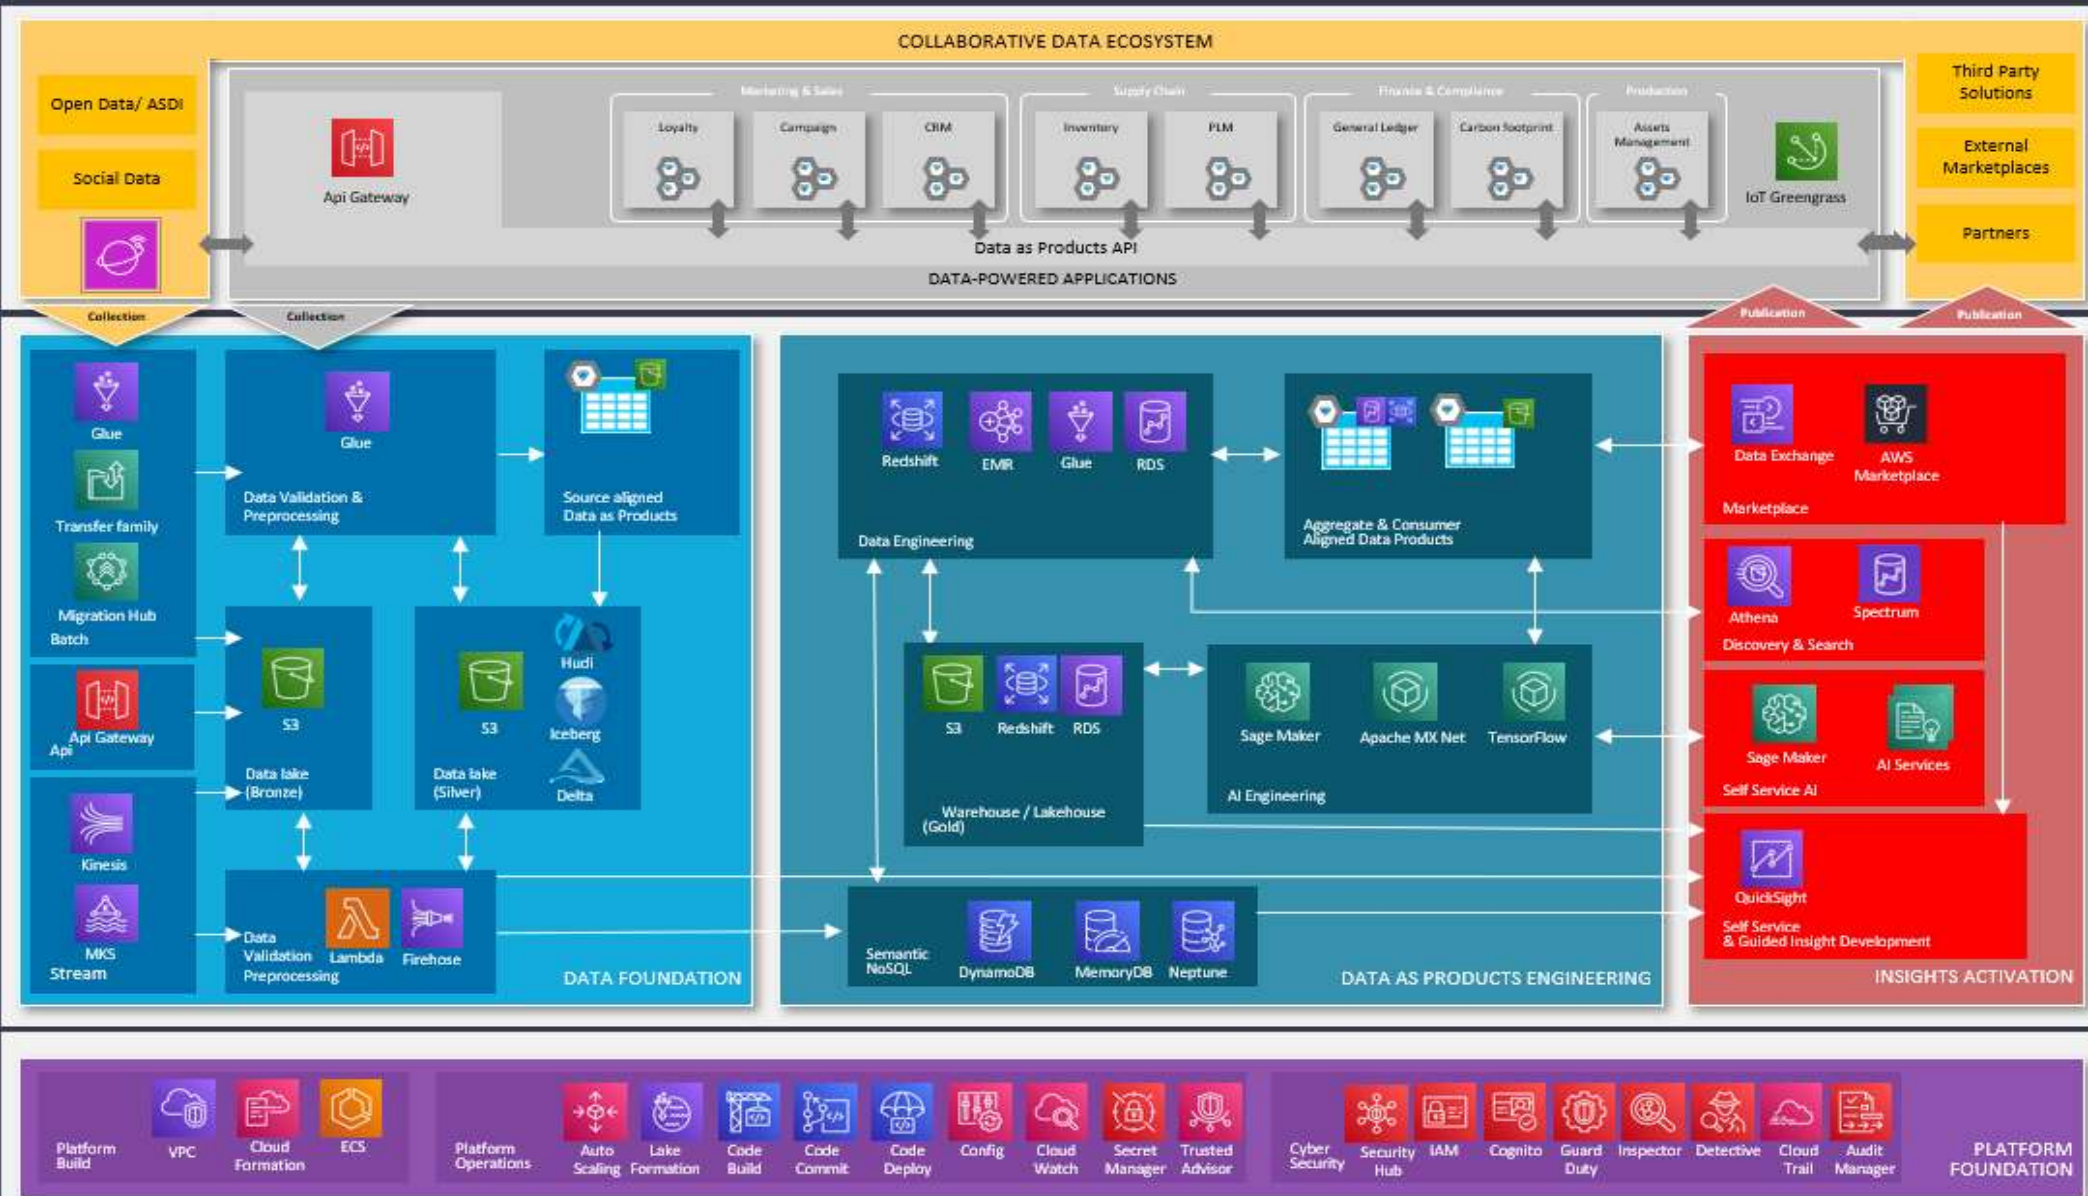 COLLABORATIVE DATA ECOSYSTEM
Open Data/ ASDI
Social Data
Api Gateway
Marketing & Sales
Loyalty
Campaign
CRM
Supply Chain
Inventory
PLM
Finance & Compliance
General Ledger
Carbon footprint
Production
Assets
Management
IoT Greengrass
Data as Products API
DATA-POWERED APPLICATIONS
Third Party
Solutions
External
Marketplaces
Partners
Collection
Collection
Publication
Publication
Glue
Transfer family
Migration Hub
Batch
Api Gateway
Api
Kinesis
MKS
Stream
Glue
Data Validation &
Preprocessing
Source aligned
Data as Products
S3
Data lake
(Bronze)
S3
Data lake
(Silver)
Hudi
Iceberg
Delta
Data
Validation
Preprocessing
Lambda
Firehose
DATA FOUNDATION
Redshift
EMR
Glue
RDS
Data Engineering
Aggregate & Consumer
Aligned Data Products
S3
Redshift
RDS
Warehouse / Lakehouse
(Gold)
Sage Maker
Apache MX Net
TensorFlow
AI Engineering
Semantic
NoSQL
DynamoDB
MemoryDB
Neptune
DATA AS PRODUCTS ENGINEERING
Data Exchange
AWS
Marketplace
Marketplace
Athena
Spectrum
Discovery & Search
Sage Maker
AI Services
Self Service AI
QuickSight
Self Service
& Guided Insight Development
INSIGHTS ACTIVATION
Platform
Build
VPC
Cloud
Formation
ECS
Platform
Operations
Auto
Scaling
Lake
Formation
Code
Build
Code
Commit
Code
Deploy
Config
Cloud
Watch
Secret
Manager
Trusted
Advisor
Cyber
Security
Security
Hub
IAM
Cognito
Guard
Duty
Inspector
Detective
Cloud
Trail
Audit
Manager
PLATFORM
FOUNDATION